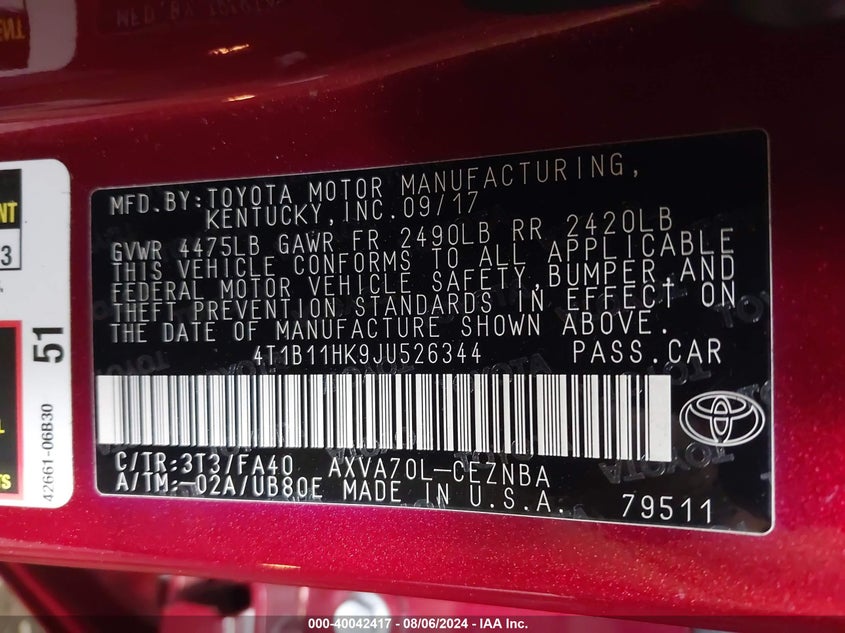 MFD.BY:TOYOTA MOTOR MANUFACTURING,
KENTUCKY,INC.09/17
GVWR 4475LB GAWR FR 2490LB RR 2420LB
THIS VEHICLE CONFORMS TO ALL APPLICABLE
FEDERAL MOTOR VEHICLE SAFETY,BUMPER,AND
THEFT PREVENTION STANDARDS IN EFFECT ON
THE DATE OF MANUFACTURE SHOWN ABOVE.
4T1B11HK9JU526344 PASS.CAR
C/TR:3T3/FA40 AXVA70L-CEZNBA
A/TM:-02A/UB80E MADE IN U.S.A.
79511
51
42661-06B30
000-40042417 - 08/06/2024 - IAA Inc.